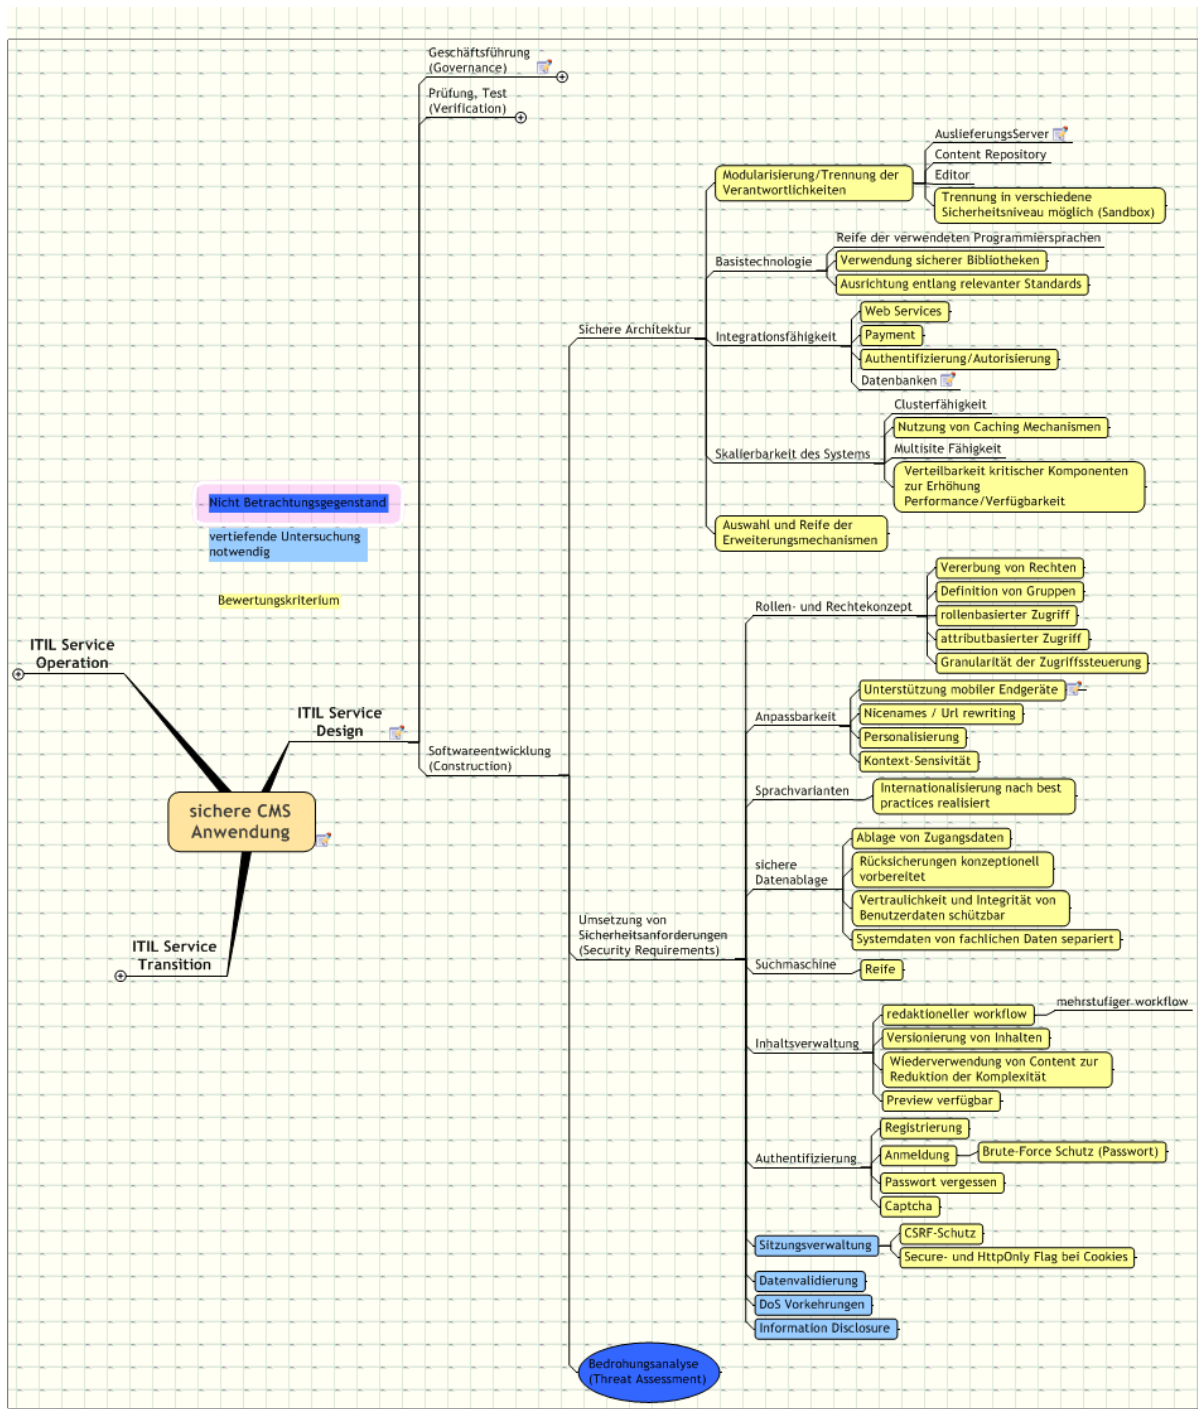 Geschäftsführung
(Governance)
Prüfung, Test
(Verification)
AuslieferungsServer
Content Repository
Modularisierung/Trennung der
Verantwortlichkeiten
Editor
Trennung in verschiedene
Sicherheitsniveau möglich (Sandbox)
Reife der verwendeten Programmiersprachen
Basistechnologie
Verwendung sicherer Bibliotheken
Ausrichtung entlang relevanter Standards
Web Services
Sichere Architektur
Integrationsfähigkeit
Payment
Authentifizierung/Autorisierung
Datenbanken
Clusterfähigkeit
Nutzung von Caching Mechanismen
Skalierbarkeit des Systems
Multisite Fähigkeit
Verteilbarkeit kritischer Komponenten
zur Erhöhung
Performance/Verfügbarkeit
Auswahl und Reife der
Erweiterungsmechanismen
Nicht Betrachtungsgegenstand
vertiefende Untersuchung
notwendig
Bewertungskriterium
Vererbung von Rechten
Definition von Gruppen
Rollen- und Rechtekonzept
rollenbasierter Zugriff
attributbasierter Zugriff
Granularität der Zugriffssteuerung
ITIL Service
Operation
ITIL Service
Design
Unterstützung mobiler Endgeräte
Anpassbarkeit
Nicenames / Url rewriting
Personalisierung
Kontext-Sensivität
Softwareentwicklung
(Construction)
Sprachvarianten
Internationalisierung nach best
practices realisiert
sichere CMS
Anwendung
Ablage von Zugangsdaten
sichere
Datenablage
Rücksicherungen konzeptionell
vorbereitet
Vertraulichkeit und Integrität von
Benutzerdaten schützbar
Systemdaten von fachlichen Daten separiert
Umsetzung von
Sicherheitsanforderungen
(Security Requirements)
ITIL Service
Transition
Suchmaschine
Reife
mehrstufiger workflow
redaktioneller workflow
Inhaltsverwaltung
Versionierung von Inhalten
Wiederverwendung von Content zur
Reduktion der Komplexität
Preview verfügbar
Registrierung
Authentifizierung
Anmeldung
Brute-Force Schutz (Passwort)
Passwort vergessen
Captcha
Sitzungsverwaltung
CSRF-Schutz
Secure- und HttpOnly Flag bei Cookies
Datenvalidierung
DoS Vorkehrungen
Information Disclosure
Bedrohungsanalyse
(Threat Assessment)